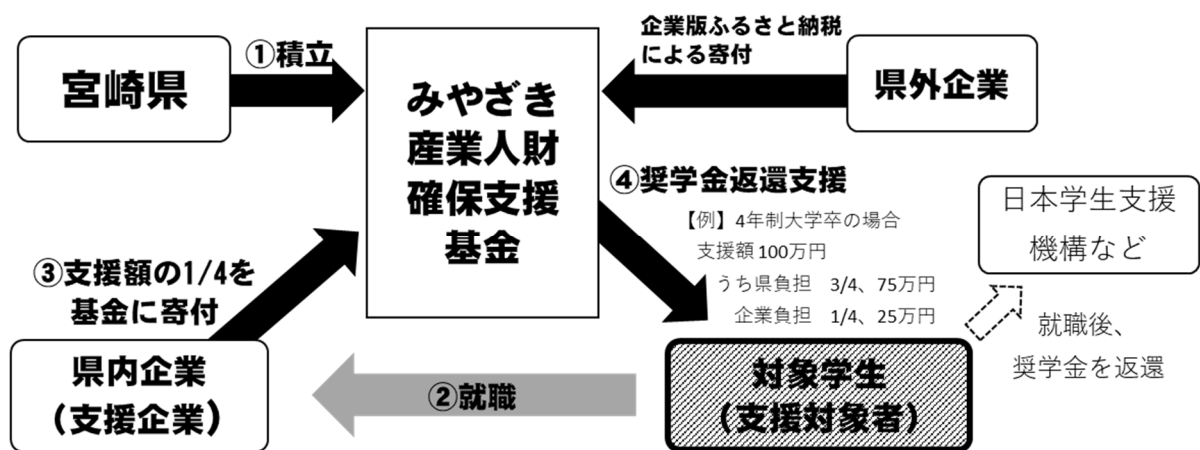 宮崎県
①積立
みやざき
産業人財
確保支援
基金
企業版ふるさと納税
による寄付
県外企業
④奨学金返還支援
【例】4年制大学卒の場合
支援額100万円
うち県負担 3/4、75万円
企業負担 1/4、25万円
日本学生支援
機構など
就職後、
奨学金を返還
③支援額の1/4を
基金に寄付
県内企業
（支援企業）
②就職
対象学生
（支援対象者）